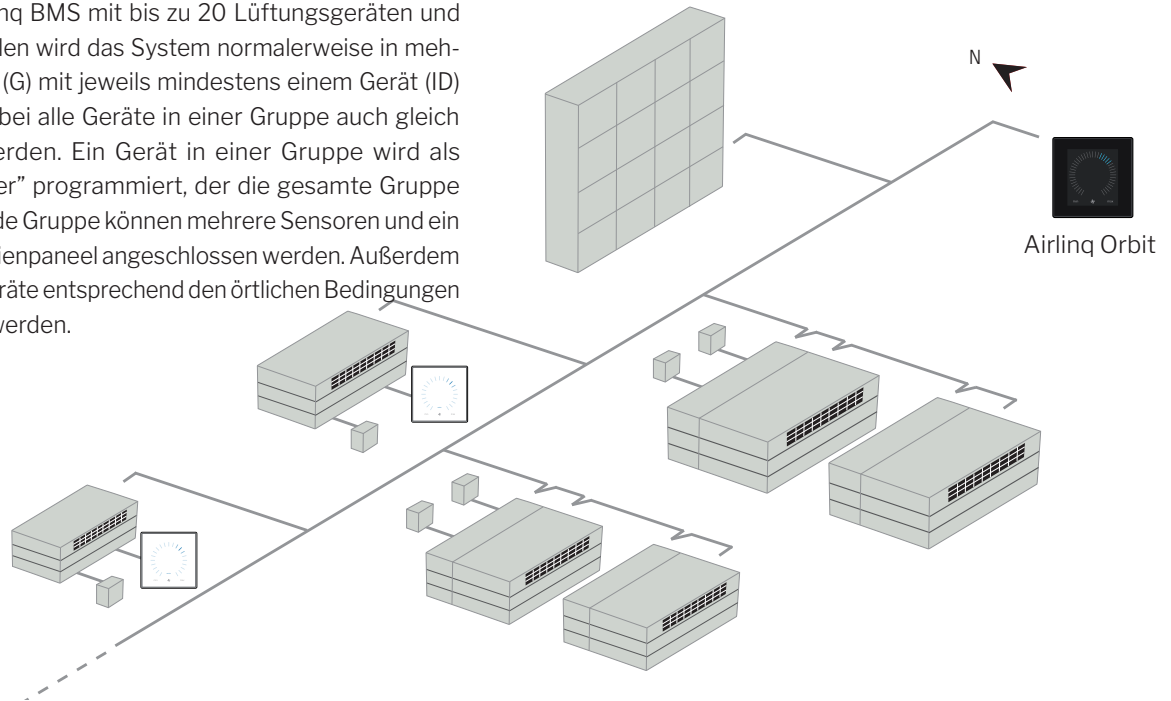 nq BMS mit bis zu 20 Lüftungsgeräten und
den wird das System normalerweise in meh-
(G) mit jeweils mindestens einem Gerät (ID)
bei alle Geräte in einer Gruppe auch gleich
erden. Ein Gerät in einer Gruppe wird als
er” programmiert, der die gesamte Gruppe
de Gruppe können mehrere Sensoren und ein
ienpaneel angeschlossen werden. Außerdem
räte entsprechend den örtlichen Bedingungen
werden.
N
Airlinq Orbit